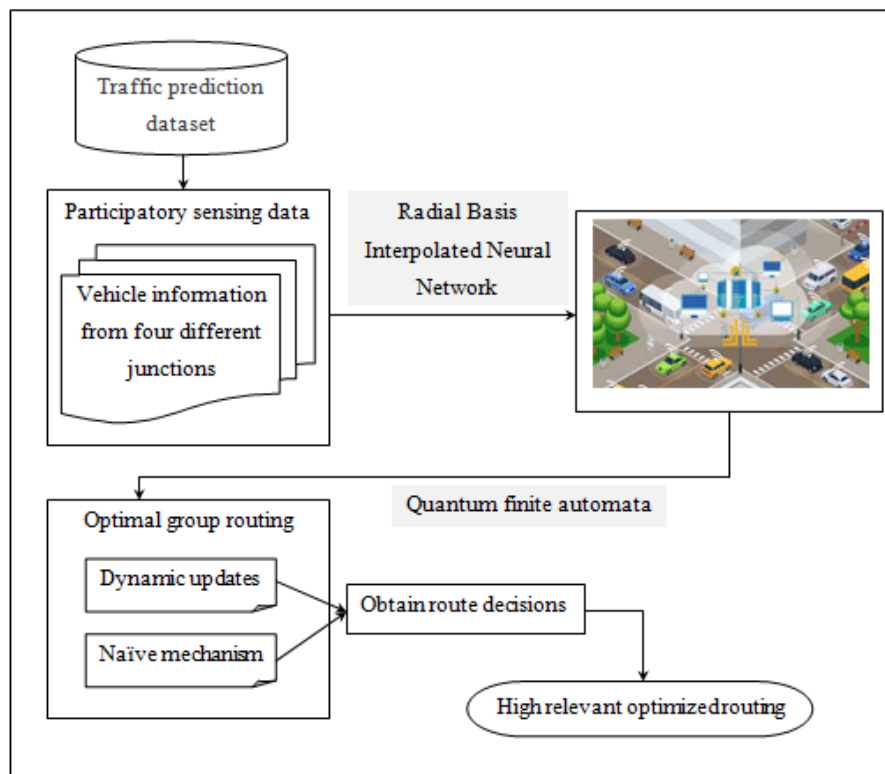 Traffic prediction
dataset
Participatory sensing data
Vehicle information
from four different
junctions
Radial Basis
Interpolated Neural
Network
Quantum finite automata
Optimal group routing
Dynamic updates
Naïve mechanism
Obtain route decisions
High relevant optimized routing